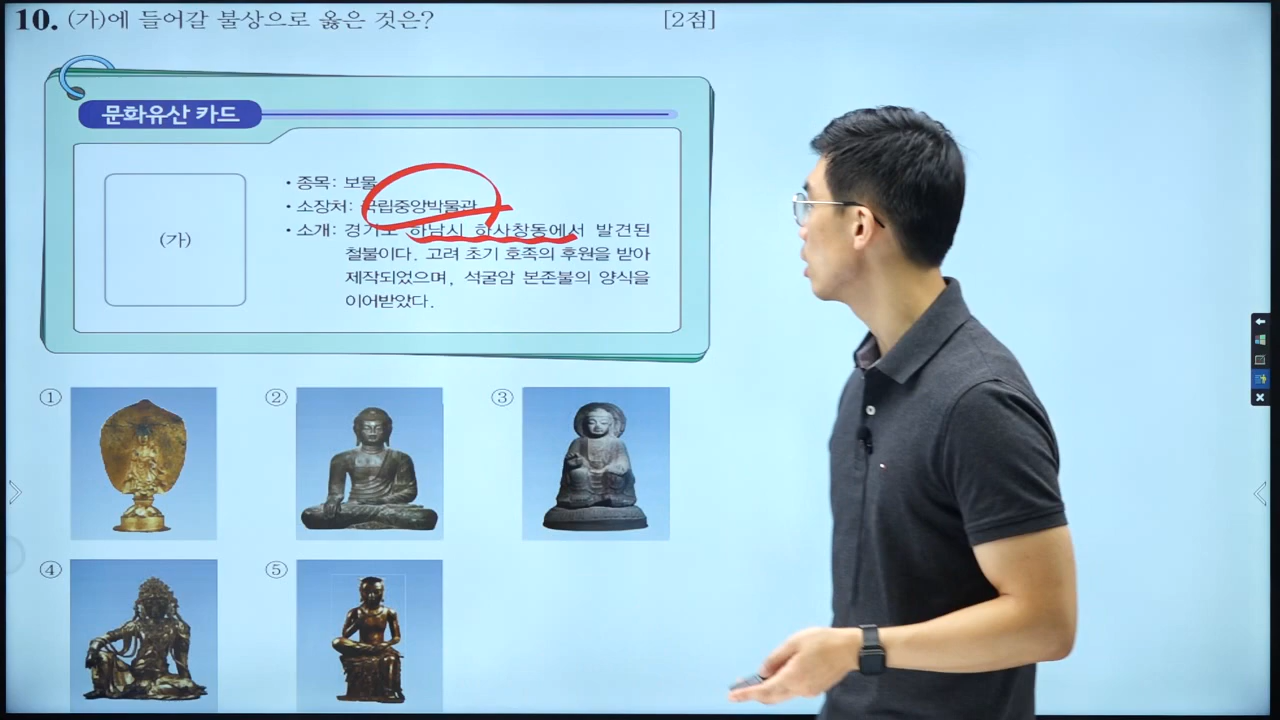 10. (가)에 들어갈 불상으로 옳은 것은? [2점]
문화유산 카드
(가)
• 종목: 보물
• 소장처: 국립중앙박물관
• 소개: 경기도 하남시 하사창동에서 발견된
철불이다. 고려 초기 호족의 후원을 받아
제작되었으며, 석굴암 본존불의 양식을
이어받았다.
① ② ③
④ ⑤